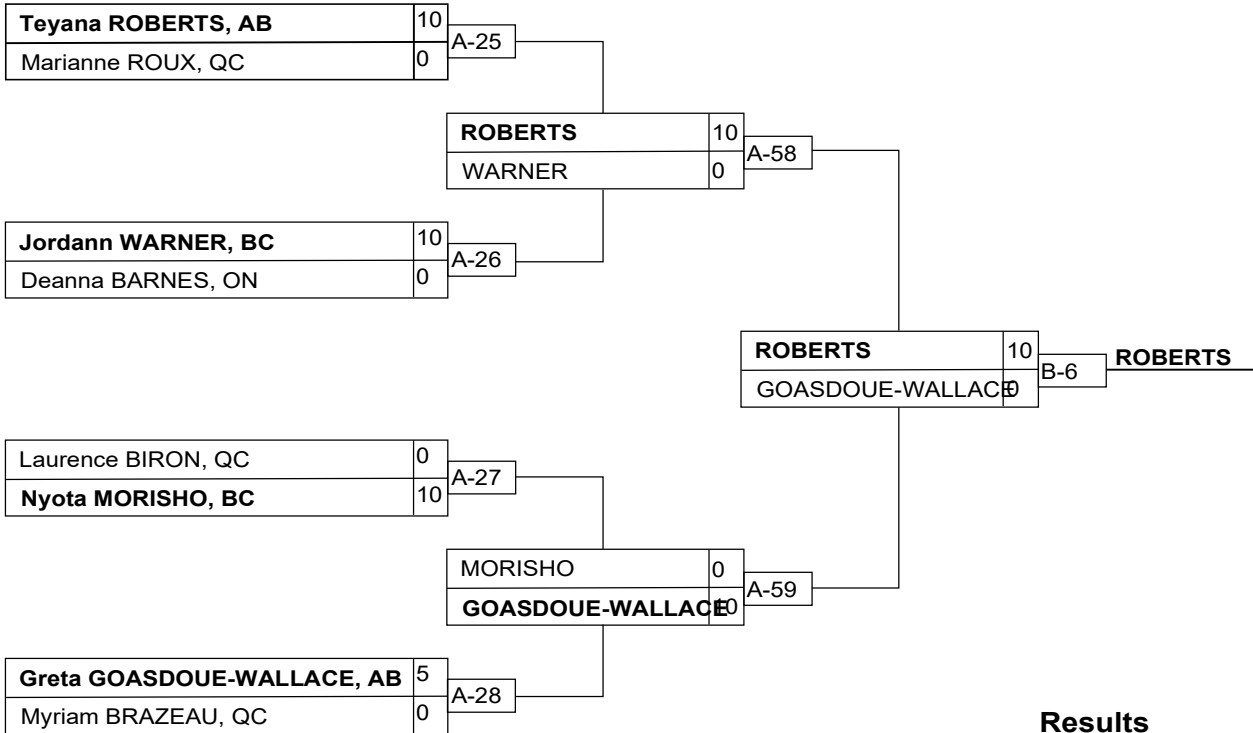 Teyana ROBERTS, AB 10
A-25
Marianne ROUX, QC 0
ROBERTS 10
A-58
WARNER 0
Jordann WARNER, BC 10
A-26
Deanna BARNES, ON 0
ROBERTS 10
B-6
ROBERTS
GOASDOUE-WALLACE 0
Laurence BIRON, QC 0
A-27
Nyota MORISHO, BC 10
MORISHO 0
A-59
GOASDOUE-WALLACE 10
Greta GOASDOUE-WALLACE, AB 5
A-28
Myriam BRAZEAU, QC 0
Results